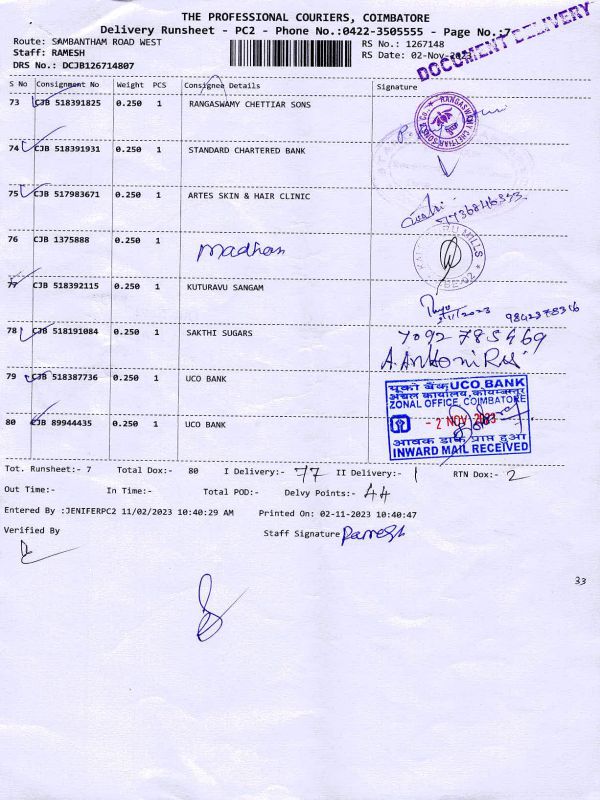 THE PROFESSIONAL COURIERS, COIMBATORE
Delivery Runsheet - PC2 - Phone No.:0422-3505555 - Page No.:7
DOCUMENT DELIVERY
Route: SAMBANTHAM ROAD WEST
RS No.: 1267148
Staff: RAMESH
RS Date: 02-Nov-2023
DRS No.: DCJB126714807
S No Consignment No Weight PCS Consignee Details Signature
73 CJB 518391825 0.250 1 RANGASWAMY CHETTIAR SONS
74 CJB 518391931 0.250 1 STANDARD CHARTERED BANK
75 CJB 517983671 0.250 1 ARTES SKIN & HAIR CLINIC
76 CJB 1375888 0.250 1 Madhan
MILLS
77 CJB 518392115 0.250 1 KUTURAVU SANGAM
78 CJB 518191084 0.250 1 SAKTHI SUGARS
79 CJB 518387736 0.250 1 UCO BANK
यूको बैंक UCO BANK
अंचल कार्यालय, कोयम्बत्तूर
ZONAL OFFICE, COIMBATORE
- 2 NOV 2023
आवक डाक प्राप्त हुआ
INWARD MAIL RECEIVED
80 CJB 89944435 0.250 1 UCO BANK
Tot. Runsheet:- 7 Total Dox:- 80 I Delivery:- 77 II Delivery:- 1 RTN Dox:- 2
Out Time:- In Time:- Total POD:- Delvy Points:- 44
Entered By :JENIFERPC2 11/02/2023 10:40:29 AM Printed On: 02-11-2023 10:40:47
Verified By Staff Signature Ramesh
33